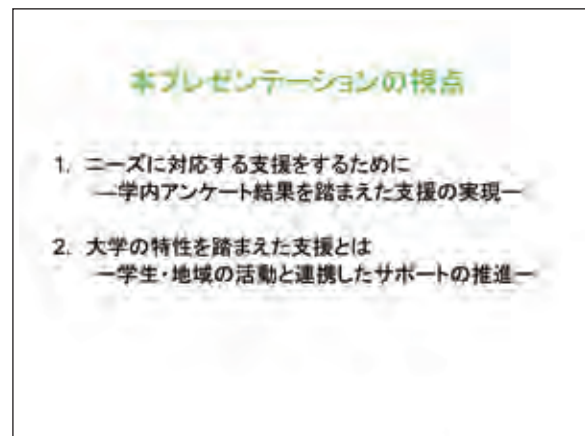 本プレゼンテーションの視点
1. ニーズに対応する支援をするために
―学内アンケート結果を踏まえた支援の実現―
2. 大学の特性を踏まえた支援とは
―学生・地域の活動と連携したサポートの推進―